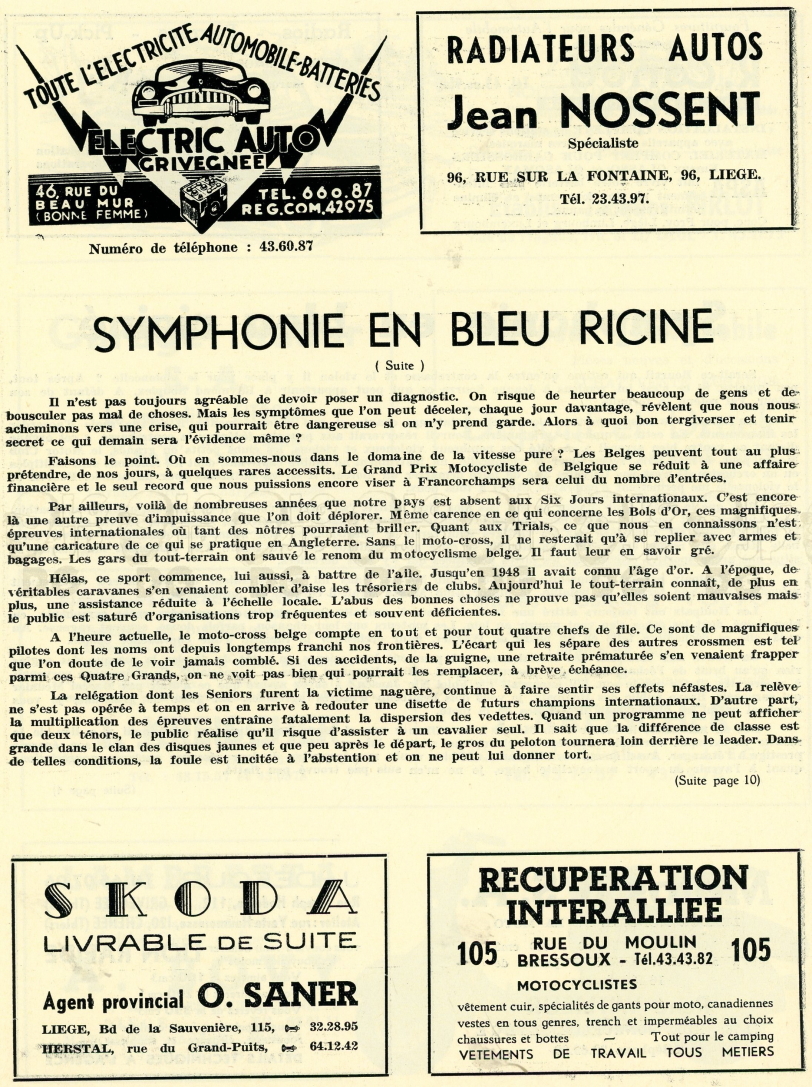 TOUTE L'ELECTRICITE AUTOMOBILE-BATTERIES
ELECTRIC AUTO
GRIVEGNEE
46, RUE DU
BEAU MUR
(BONNE FEMME)
TEL. 660.87
REG.COM.42975
Numéro de téléphone : 43.60.87
RADIATEURS AUTOS
Jean NOSSENT
Spécialiste
96, RUE SUR LA FONTAINE, 96, LIEGE.
Tél. 23.43.97.
SYMPHONIE EN BLEU RICINE
( Suite )
Il n'est pas toujours agréable de devoir poser un diagnostic. On risque de heurter beaucoup de gens et de
bousculer pas mal de choses. Mais les symptômes que l'on peut déceler, chaque jour davantage, révèlent que nous nous
acheminons vers une crise, qui pourrait être dangereuse si on n'y prend garde. Alors à quoi bon tergiverser et tenir
secret ce qui demain sera l'évidence même ?
Faisons le point. Où en sommes-nous dans le domaine de la vitesse pure ? Les Belges peuvent tout au plus
prétendre, de nos jours, à quelques rares accessits. Le Grand Prix Motocycliste de Belgique se réduit à une affaire
financière et le seul record que nous puissions encore viser à Francorchamps sera celui du nombre d'entrées.
Par ailleurs, voilà de nombreuses années que notre pays est absent aux Six Jours internationaux. C'est encore
là une autre preuve d'impuissance que l'on doit déplorer. Même carence en ce qui concerne les Bols d'Or, ces magnifiques
épreuves internationales où tant des nôtres pourraient briller. Quant aux Trials, ce que nous en connaissons n'est
qu'une caricature de ce qui se pratique en Angleterre. Sans le moto-cross, il ne resterait qu'à se replier avec armes et
bagages. Les gars du tout-terrain ont sauvé le renom du motocyclisme belge. Il faut leur en savoir gré.
Hélas, ce sport commence, lui aussi, à battre de l'aile. Jusqu'en 1948 il avait connu l'âge d'or. A l'époque, de
véritables caravanes s'en venaient combler d'aise les trésoriers de clubs. Aujourd'hui le tout-terrain connaît, de plus en
plus, une assistance réduite à l'échelle locale. L'abus des bonnes choses ne prouve pas qu'elles soient mauvaises mais
le public est saturé d'organisations trop fréquentes et souvent déficientes.
A l'heure actuelle, le moto-cross belge compte en tout et pour tout quatre chefs de file. Ce sont de magnifiques
pilotes dont les noms ont depuis longtemps franchi nos frontières. L'écart qui les sépare des autres crossmen est tel
que l'on doute de le voir jamais comblé. Si des accidents, de la guigne, une retraite prématurée s'en venaient frapper
parmi ces Quatre Grands, on ne voit pas bien qui pourrait les remplacer, à brève échéance.
La relégation dont les Seniors furent la victime naguère, continue à faire sentir ses effets néfastes. La relève
ne s'est pas opérée à temps et on en arrive à redouter une disette de futurs champions internationaux. D'autre part,
la multiplication des épreuves entraîne fatalement la dispersion des vedettes. Quand un programme ne peut afficher
que deux ténors, le public réalise qu'il risque d'assister à un cavalier seul. Il sait que la différence de classe est
grande dans le clan des disques jaunes et que peu après le départ, le gros du peloton tournera loin derrière le leader. Dans
de telles conditions, la foule est incitée à l'abstention et on ne peut lui donner tort.
(Suite page 10)
SKODA
LIVRABLE DE SUITE
Agent provincial O. SANER
LIEGE, Bd de la Sauvenière, 115, 32.28.95
HERSTAL, rue du Grand-Puits, 64.12.42
RECUPERATION
INTERALLIEE
105 RUE DU MOULIN 105
BRESSOUX - Tél.43.43.82
MOTOCYCLISTES
vêtement cuir, spécialités de gants pour moto, canadiennes
vestes en tous genres, trench et imperméables au choix
chaussures et bottes — Tout pour le camping
VETEMENTS DE TRAVAIL TOUS METIERS